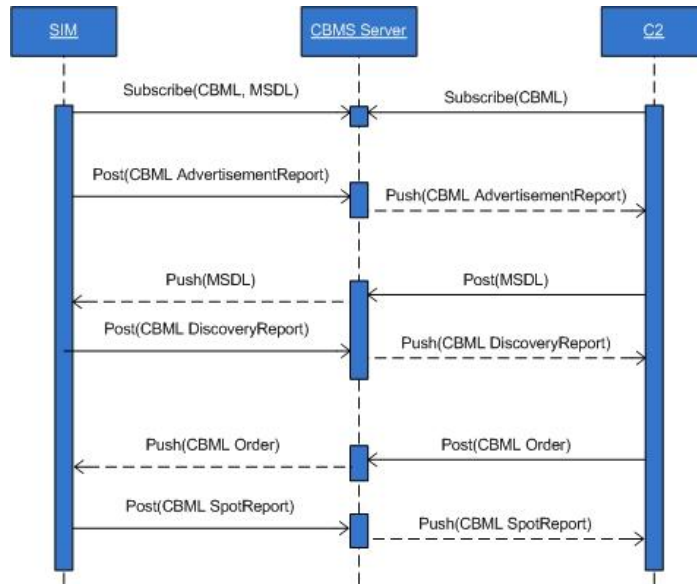 SIM
CBMS Server
C2
Subscribe(CBML, MSDL)
Subscribe(CBML)
Post(CBML AdvertisementReport)
Push(CBML AdvertisementReport)
Push(MSDL)
Post(MSDL)
Post(CBML DiscoveryReport)
Push(CBML DiscoveryReport)
Push(CBML Order)
Post(CBML Order)
Post(CBML SpotReport)
Push(CBML SpotReport)